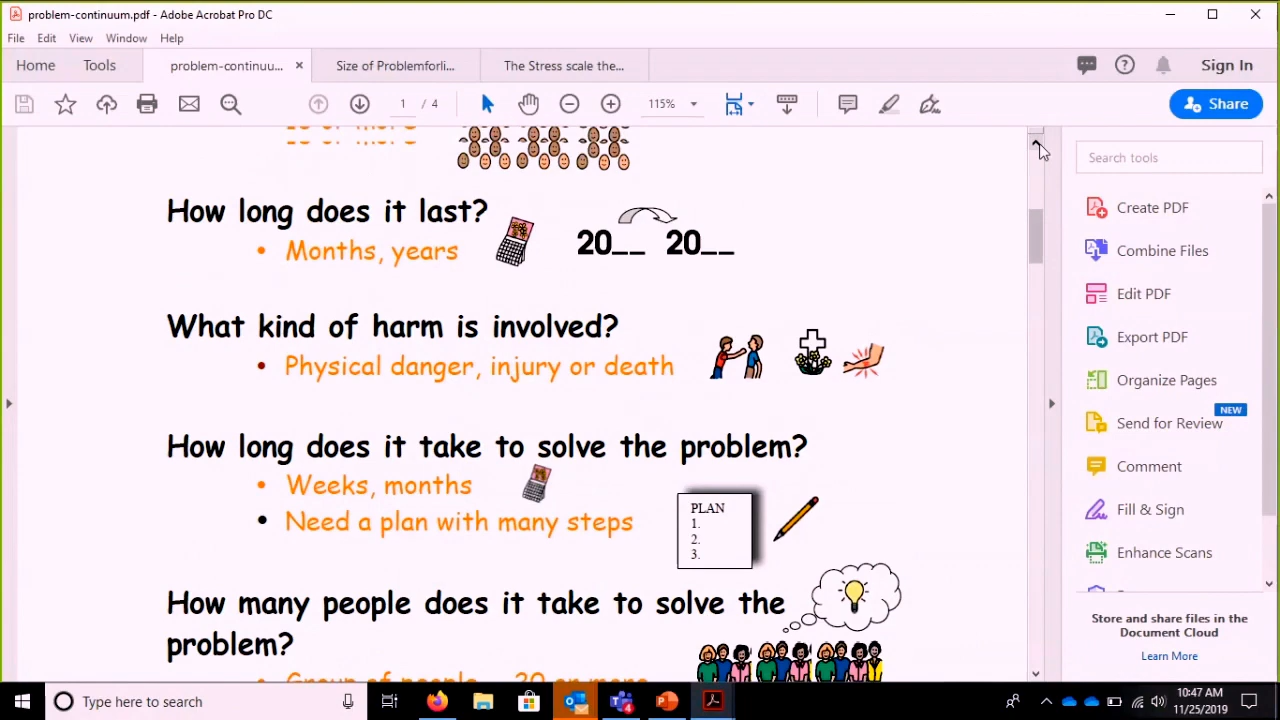 problem-continuum.pdf - Adobe Acrobat Pro DC
File Edit View Window Help
Home Tools problem-continuu... × Size of Problemforli... The Stress scale the... Sign In
1 / 4 115% Share
How long does it last?
• Months, years
20__ 20__
What kind of harm is involved?
• Physical danger, injury or death
How long does it take to solve the problem?
• Weeks, months
• Need a plan with many steps
PLAN
1.
2.
3.
How many people does it take to solve the
problem?
Search tools
Create PDF
Combine Files
Edit PDF
Export PDF
Organize Pages
NEW
Send for Review
Comment
Fill & Sign
Enhance Scans
Store and share files in the
Document Cloud
Learn More
Type here to search
10:47 AM
11/25/2019